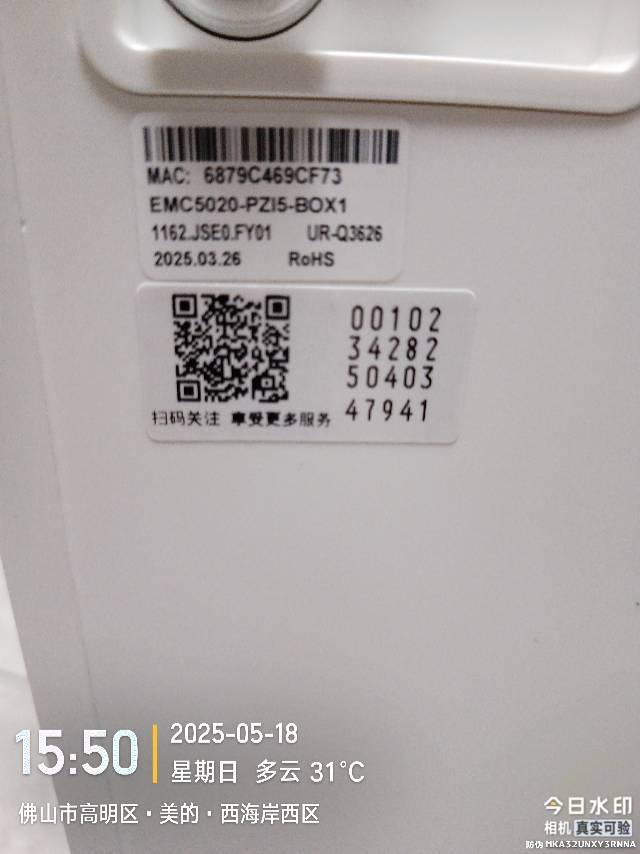 MAC: 6879C469CF73
EMC5020-PZI5-BOX1
1162.JSE0.FY01 UR-Q3626
2025.03.26 RoHS
00102
34282
50403
47941
扫码关注 享受更多服务
15:50
2025-05-18
星期日 多云 31℃
佛山市高明区·美的·西海岸西区
今日水印
相机 真实可验
防伪 MKA32UNXY3RNNA